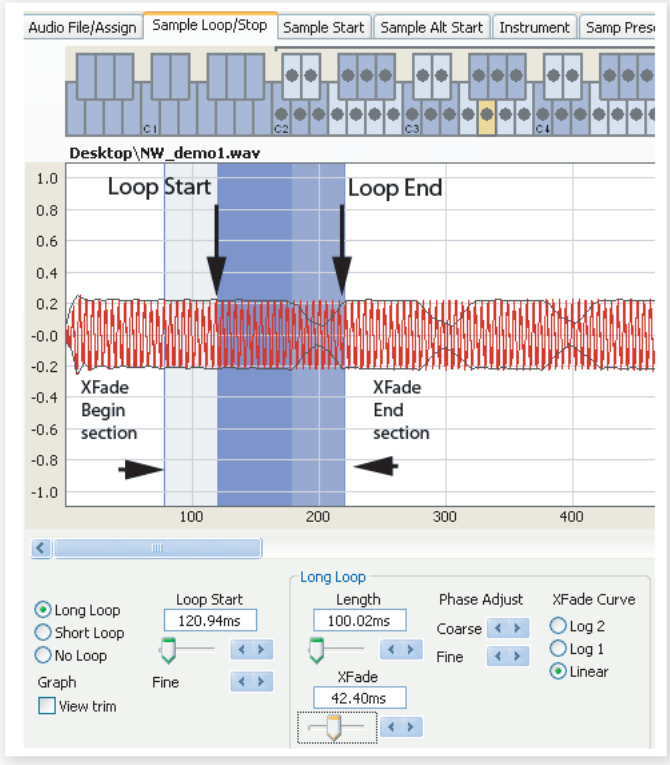 Audio File/Assign Sample Loop/Stop Sample Start Sample Alt Start Instrument Samp Prese
C1 C2 C3 C4
Desktop\NW_demo1.wav
Loop Start Loop End
1.0
0.8
0.6
0.4
0.2
-0.0
-0.2
-0.4
-0.6
-0.8
-1.0
XFade
Begin
section
XFade
End
section
100 200 300 400
Long Loop
Short Loop
No Loop
Graph
View trim
Loop Start
120.94ms
Fine
Long Loop
Length
100.02ms
XFade
42.40ms
Phase Adjust
Coarse
Fine
XFade Curve
Log 2
Log 1
Linear